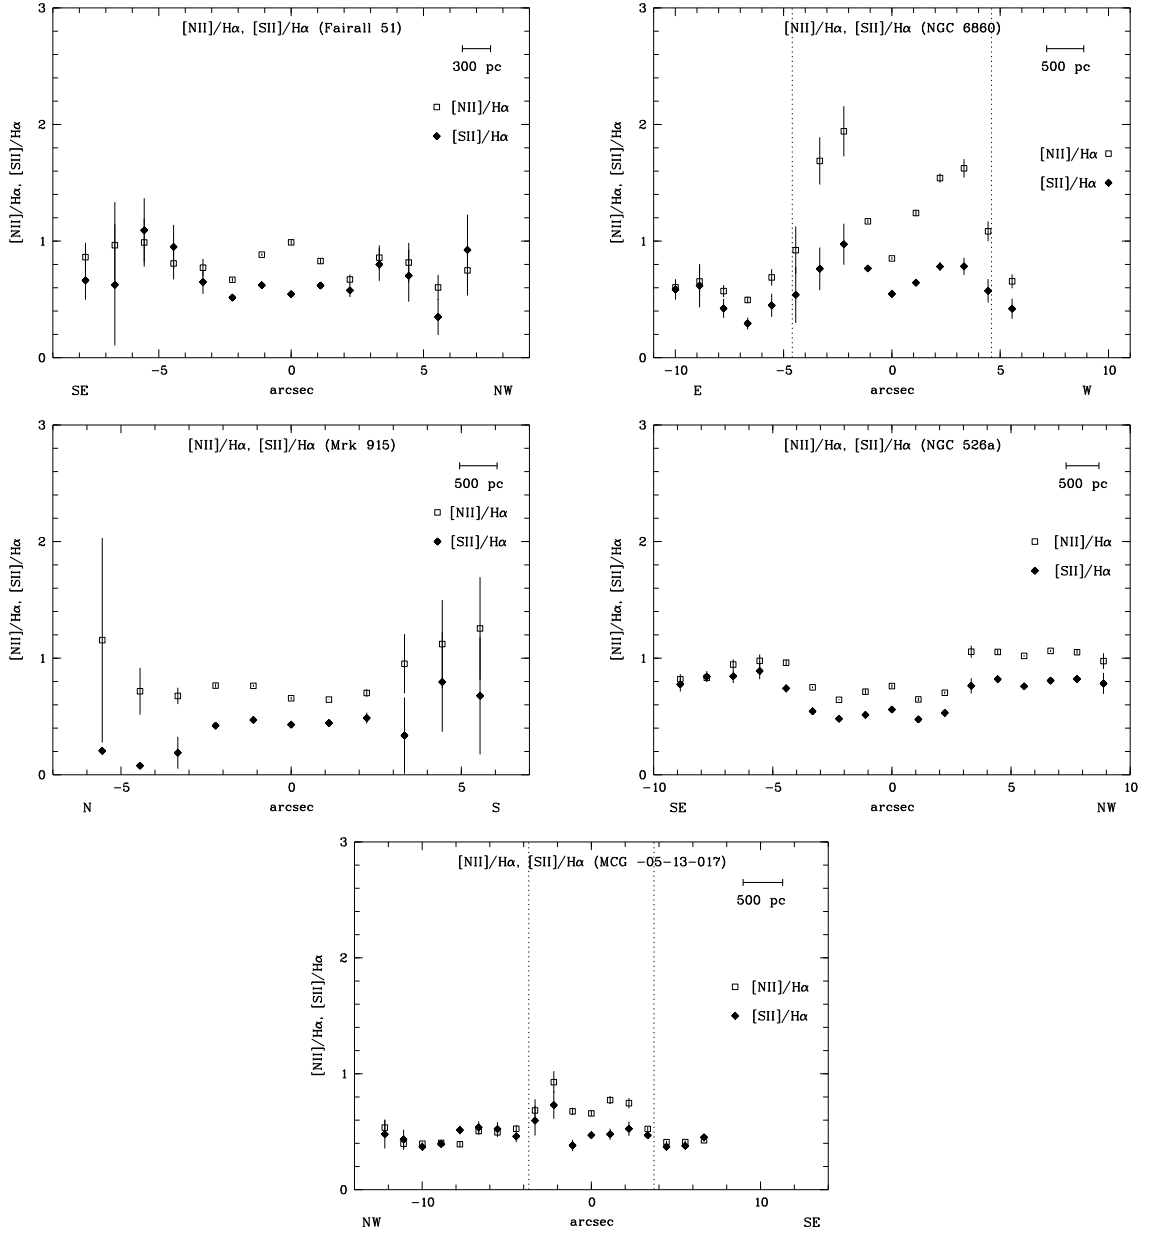 [NII]/Hα, [SII]/Hα (Fairall 51)
300 pc
[NII]/Hα
[SII]/Hα
[NII]/Hα, [SII]/Hα
3
2
1
0
−5
0
5
SE
arcsec
NW
[NII]/Hα, [SII]/Hα (NGC 6860)
500 pc
[NII]/Hα
[SII]/Hα
[NII]/Hα, [SII]/Hα
3
2
1
0
−10
−5
0
5
10
E
arcsec
W
[NII]/Hα, [SII]/Hα (Mrk 915)
500 pc
[NII]/Hα
[SII]/Hα
[NII]/Hα, [SII]/Hα
3
2
1
0
−5
0
5
N
arcsec
S
[NII]/Hα, [SII]/Hα (NGC 526a)
500 pc
[NII]/Hα
[SII]/Hα
[NII]/Hα, [SII]/Hα
3
2
1
0
−10
−5
0
5
10
SE
arcsec
NW
[NII]/Hα, [SII]/Hα (MCG −05−13−017)
500 pc
[NII]/Hα
[SII]/Hα
[NII]/Hα, [SII]/Hα
3
2
1
0
−10
0
10
NW
arcsec
SE